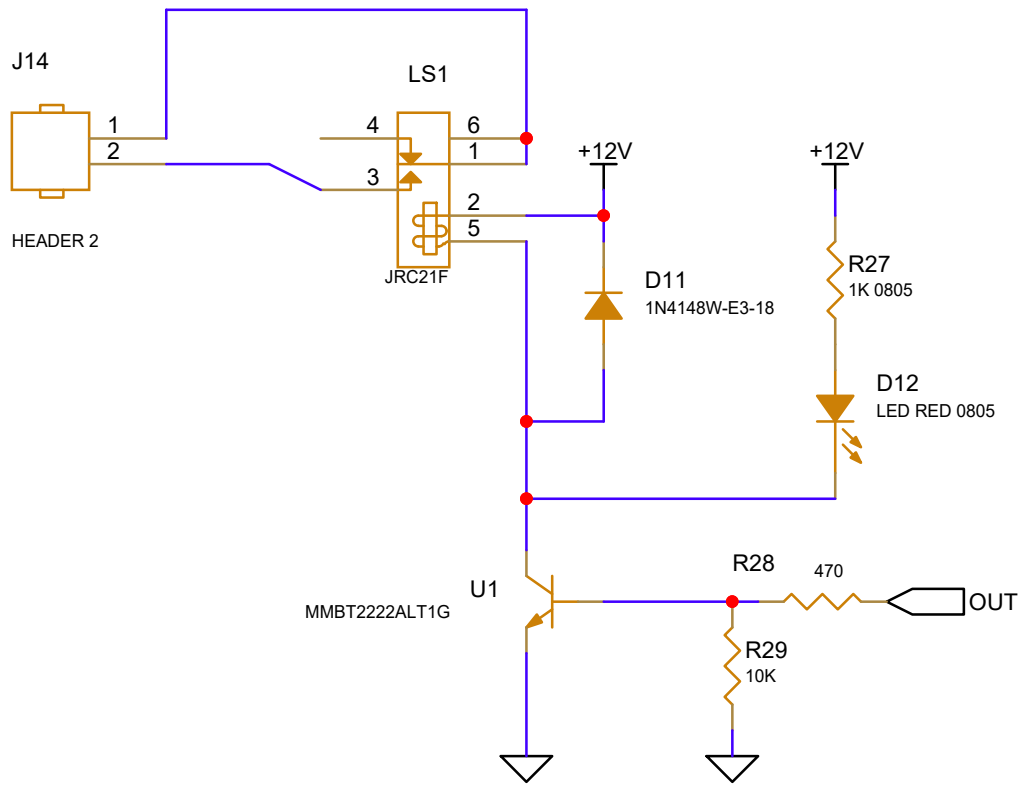 J14
1
2
HEADER 2
LS1
4
3
6
1
2
5
JRC21F
+12V
D11
1N4148W-E3-18
+12V
R27
1K 0805
D12
LED RED 0805
U1
MMBT2222ALT1G
R28
470
OUT
R29
10K